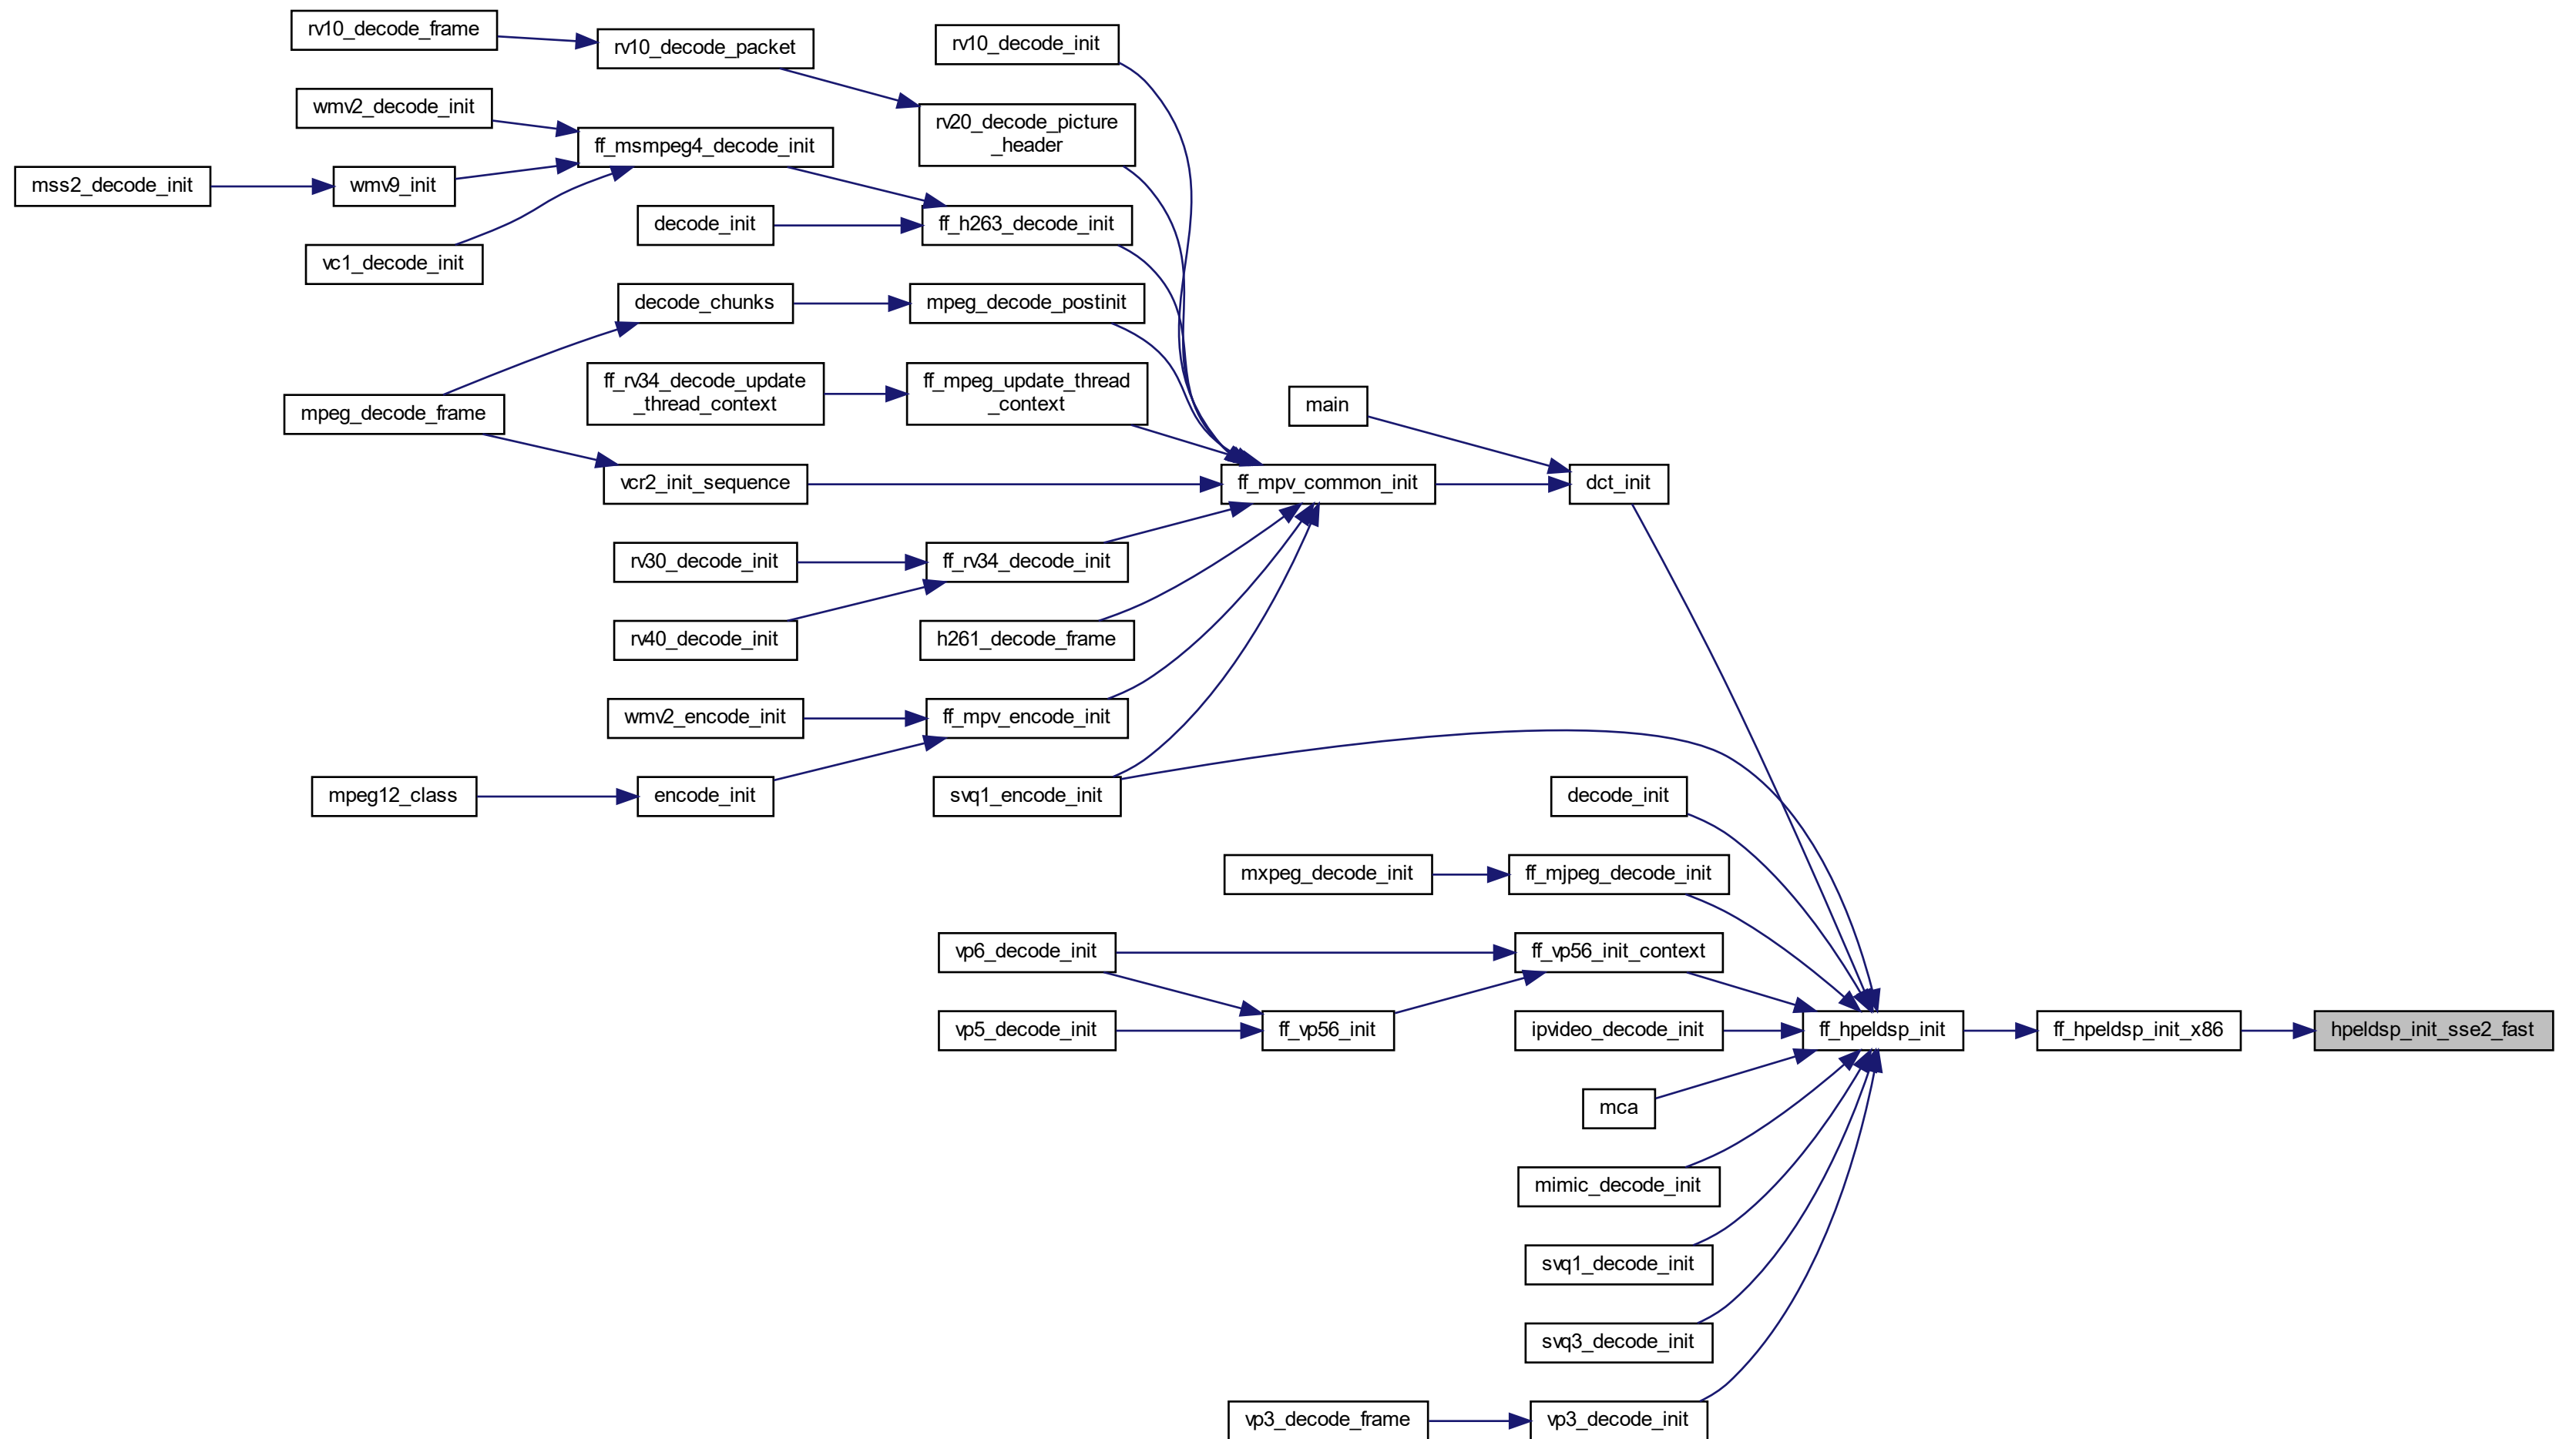 rv10_decode_frame
rv10_decode_packet
rv10_decode_init
wmv2_decode_init
rv20_decode_picture
_header
ff_msmpeg4_decode_init
mss2_decode_init
wmv9_init
decode_init
ff_h263_decode_init
vc1_decode_init
decode_chunks
mpeg_decode_postinit
ff_rv34_decode_update
_thread_context
ff_mpeg_update_thread
_context
main
mpeg_decode_frame
vcr2_init_sequence
ff_mpv_common_init
dct_init
rv30_decode_init
ff_rv34_decode_init
rv40_decode_init
h261_decode_frame
wmv2_encode_init
ff_mpv_encode_init
mpeg12_class
encode_init
svq1_encode_init
decode_init
mxpeg_decode_init
ff_mjpeg_decode_init
vp6_decode_init
ff_vp56_init_context
vp5_decode_init
ff_vp56_init
ipvideo_decode_init
ff_hpeldsp_init
ff_hpeldsp_init_x86
hpeldsp_init_sse2_fast
mca
mimic_decode_init
svq1_decode_init
svq3_decode_init
vp3_decode_frame
vp3_decode_init